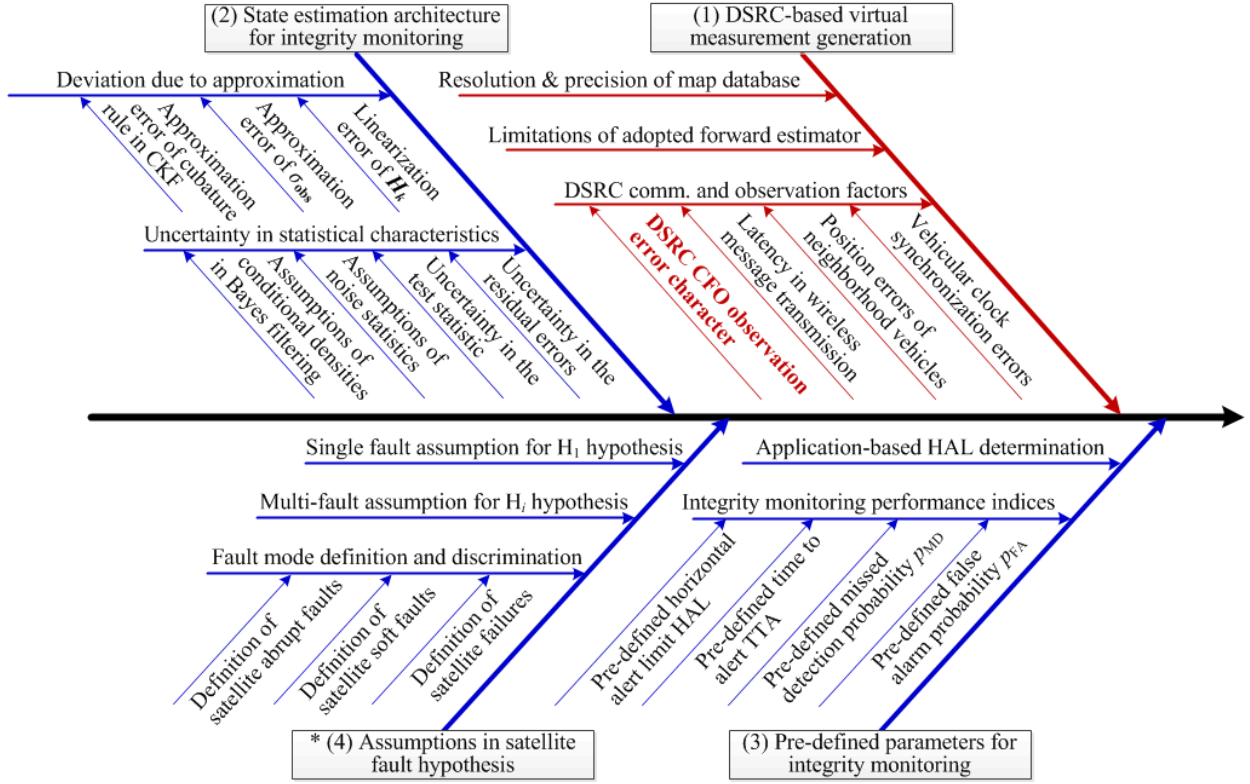 (2) State estimation architecture
for integrity monitoring
(1) DSRC-based virtual
measurement generation
Deviation due to approximation
Approximation
error of cubature
rule in CKF
Approximation
error of σobs
Linearization
error of Hk
Uncertainty in statistical characteristics
Assumptions of
conditional densities
in Bayes filtering
Assumptions of
noise statistics
Uncertainty in the
test statistic
Uncertainty in the
residual errors
Resolution & precision of map database
Limitations of adopted forward estimator
DSRC comm. and observation factors
DSRC CFO observation
error character
Latency in wireless
message transmission
Position errors of
neighborhood vehicles
Vehicular clock
synchronization errors
Single fault assumption for H1 hypothesis
Multi-fault assumption for Hi hypothesis
Fault mode definition and discrimination
Definition of
satellite abrupt faults
Definition of
satellite soft faults
Definition of
satellite failures
Application-based HAL determination
Integrity monitoring performance indices
Pre-defined horizontal
alert limit HAL
Pre-defined time to
alert TTA
Pre-defined missed
detection probability pMD
Pre-defined false
alarm probability pFA
* (4) Assumptions in satellite
fault hypothesis
(3) Pre-defined parameters for
integrity monitoring